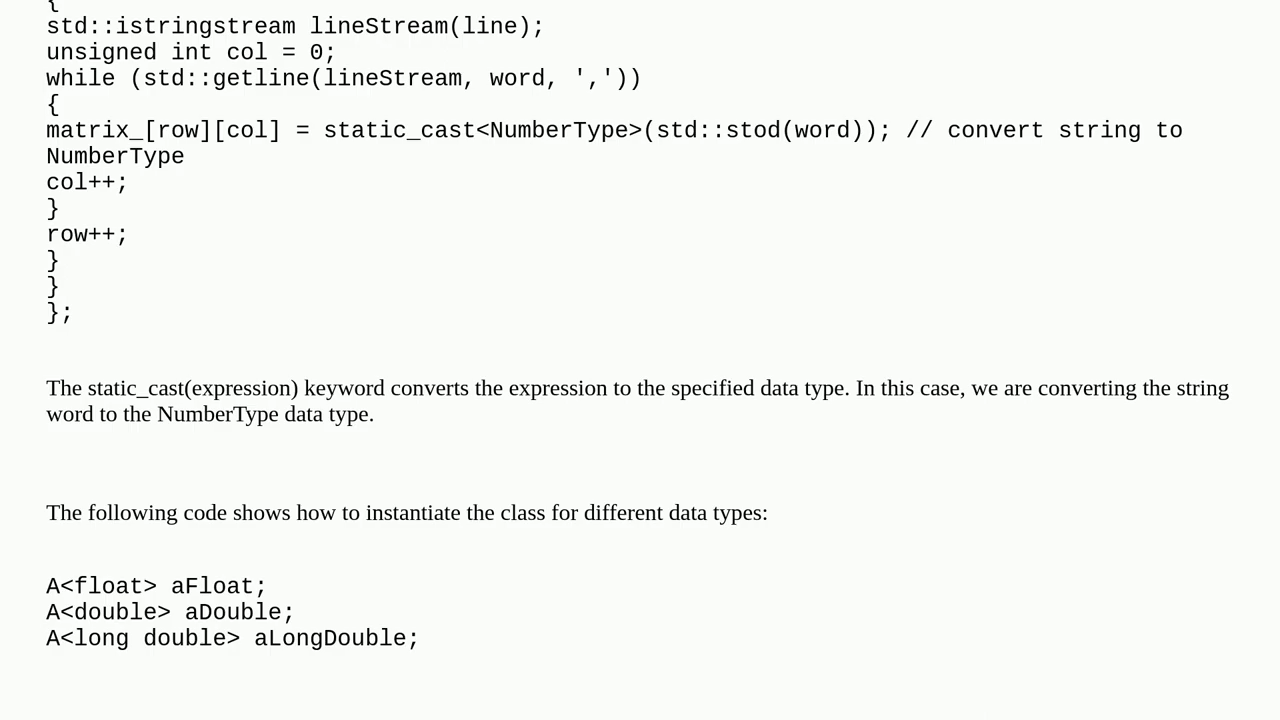 {
std::istringstream lineStream(line);
unsigned int col = 0;
while (std::getline(lineStream, word, ','))
{
matrix_[row][col] = static_cast<NumberType>(std::stod(word)); // convert string to
NumberType
col++;
}
row++;
}
}
};
The static_cast(expression) keyword converts the expression to the specified data type. In this case, we are converting the string
word to the NumberType data type.
The following code shows how to instantiate the class for different data types:
A<float> aFloat;
A<double> aDouble;
A<long double> aLongDouble;